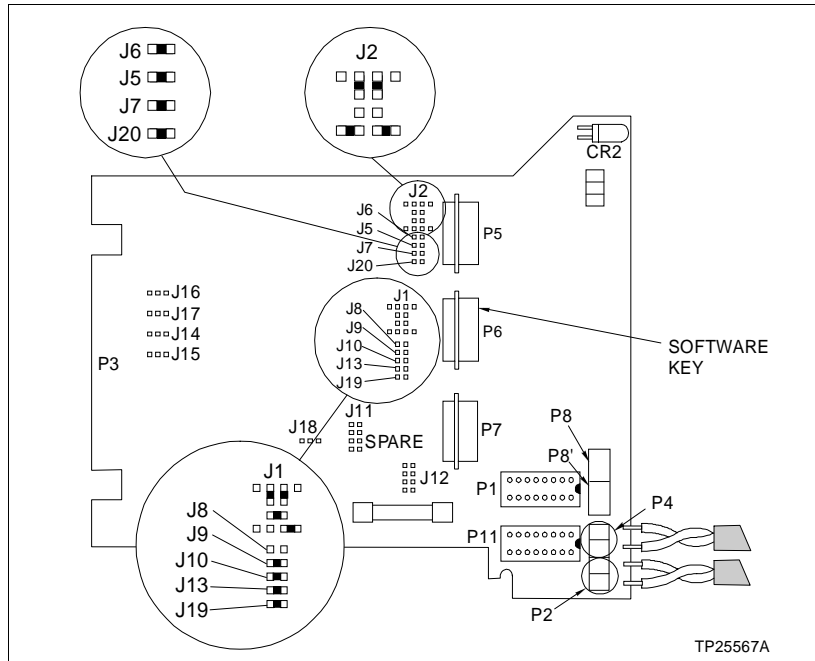 J6
J5
J7
J20
J2
CR2
J2
J6
J5
J7
J20
P5
J16
J17
J14
J15
P3
J1
J8
J9
J10
J13
J19
P6
SOFTWARE
KEY
J18
J11
SPARE
P7
J12
P8
P8'
P1
P4
P11
P2
J1
J8
J9
J10
J13
J19
TP25567A